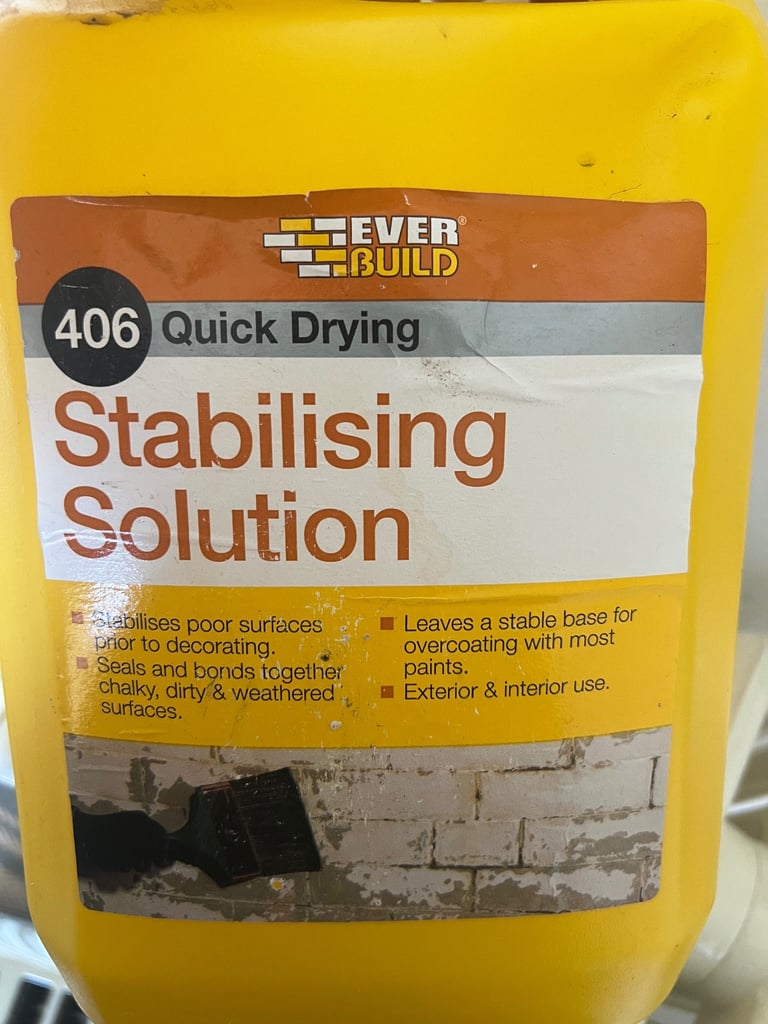 EVER®
BUILD
406 Quick Drying
Stabilising
Solution
Stabilises poor surfaces
prior to decorating.
Seals and bonds together
chalky, dirty & weathered
surfaces.
Leaves a stable base for
overcoating with most
paints.
Exterior & interior use.